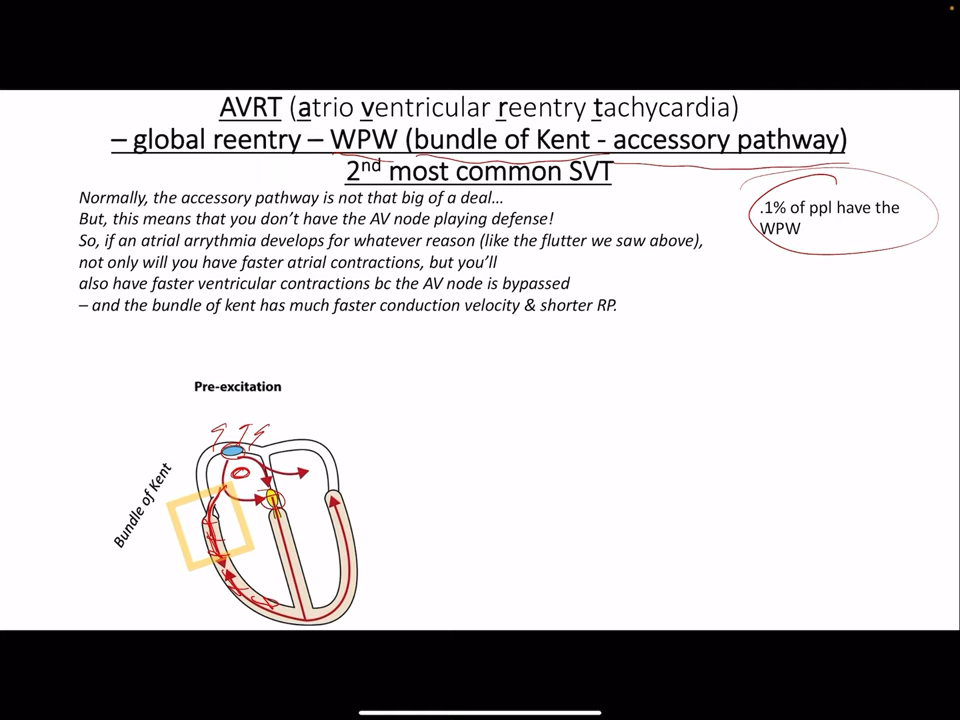 AVRT (atrio ventricular reentry tachycardia)
– global reentry – WPW (bundle of Kent - accessory pathway)
2nd most common SVT
Normally, the accessory pathway is not that big of a deal...
But, this means that you don't have the AV node playing defense!
So, if an atrial arrythmia develops for whatever reason (like the flutter we saw above),
not only will you have faster atrial contractions, but you'll
also have faster ventricular contractions bc the AV node is bypassed
– and the bundle of kent has much faster conduction velocity & shorter RP.
.1% of ppl have the
WPW
Pre-excitation
Bundle of Kent